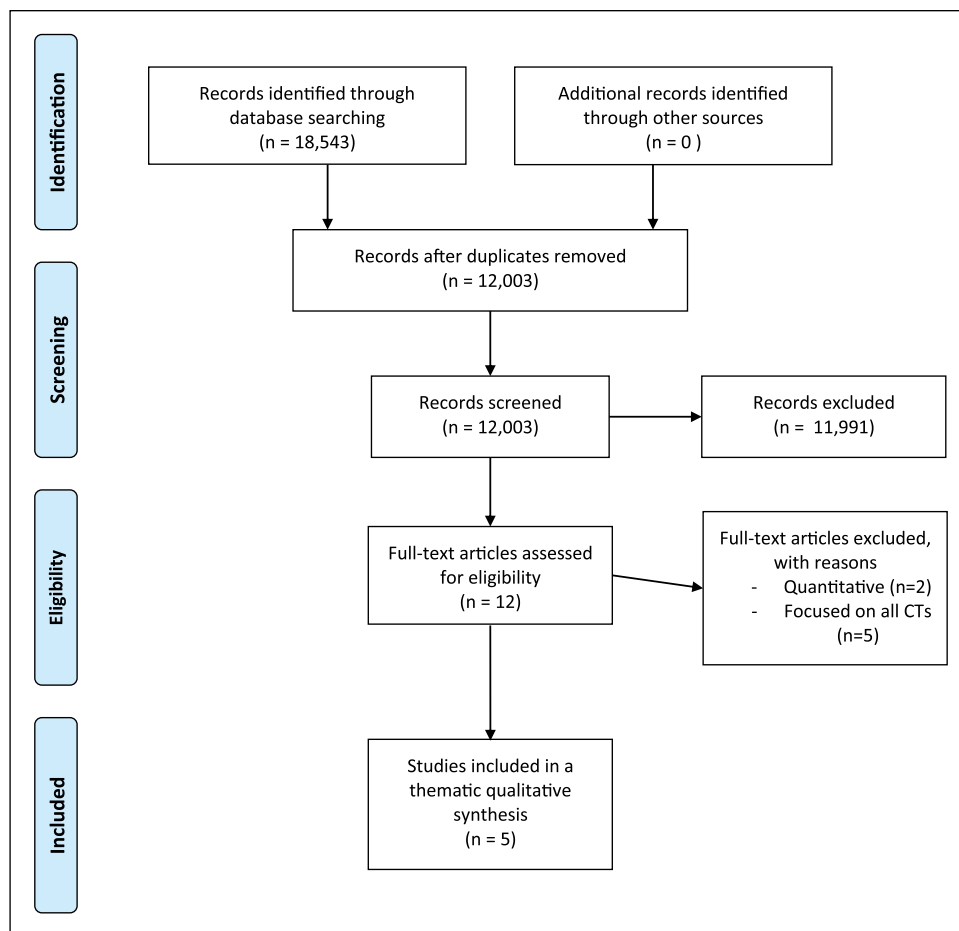 Identification
Records identified through
database searching
(n = 18,543)
Additional records identified
through other sources
(n = 0 )
Records after duplicates removed
(n = 12,003)
Screening
Records screened
(n = 12,003)
Records excluded
(n = 11,991)
Eligibility
Full-text articles assessed
for eligibility
(n = 12)
Full-text articles excluded,
with reasons
- Quantitative (n=2)
- Focused on all CTs
(n=5)
Included
Studies included in a
thematic qualitative
synthesis
(n = 5)